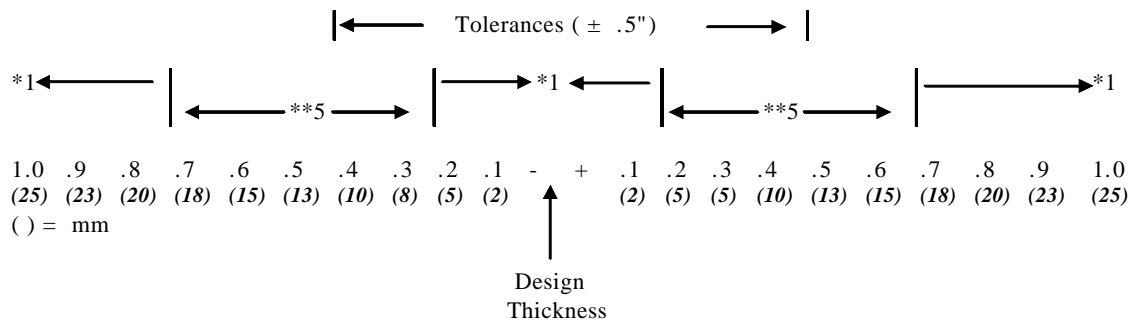 Tolerances ( ± .5")
*1 *1 *1
**5 **5
1.0 .9 .8 .7 .6 .5 .4 .3 .2 .1 - + .1 .2 .3 .4 .5 .6 .7 .8 .9 1.0
(25) (23) (20) (18) (15) (13) (10) (8) (5) (2) (2) (5) (5) (10) (13) (15) (18) (20) (23) (25)
( ) = mm
Design
Thickness